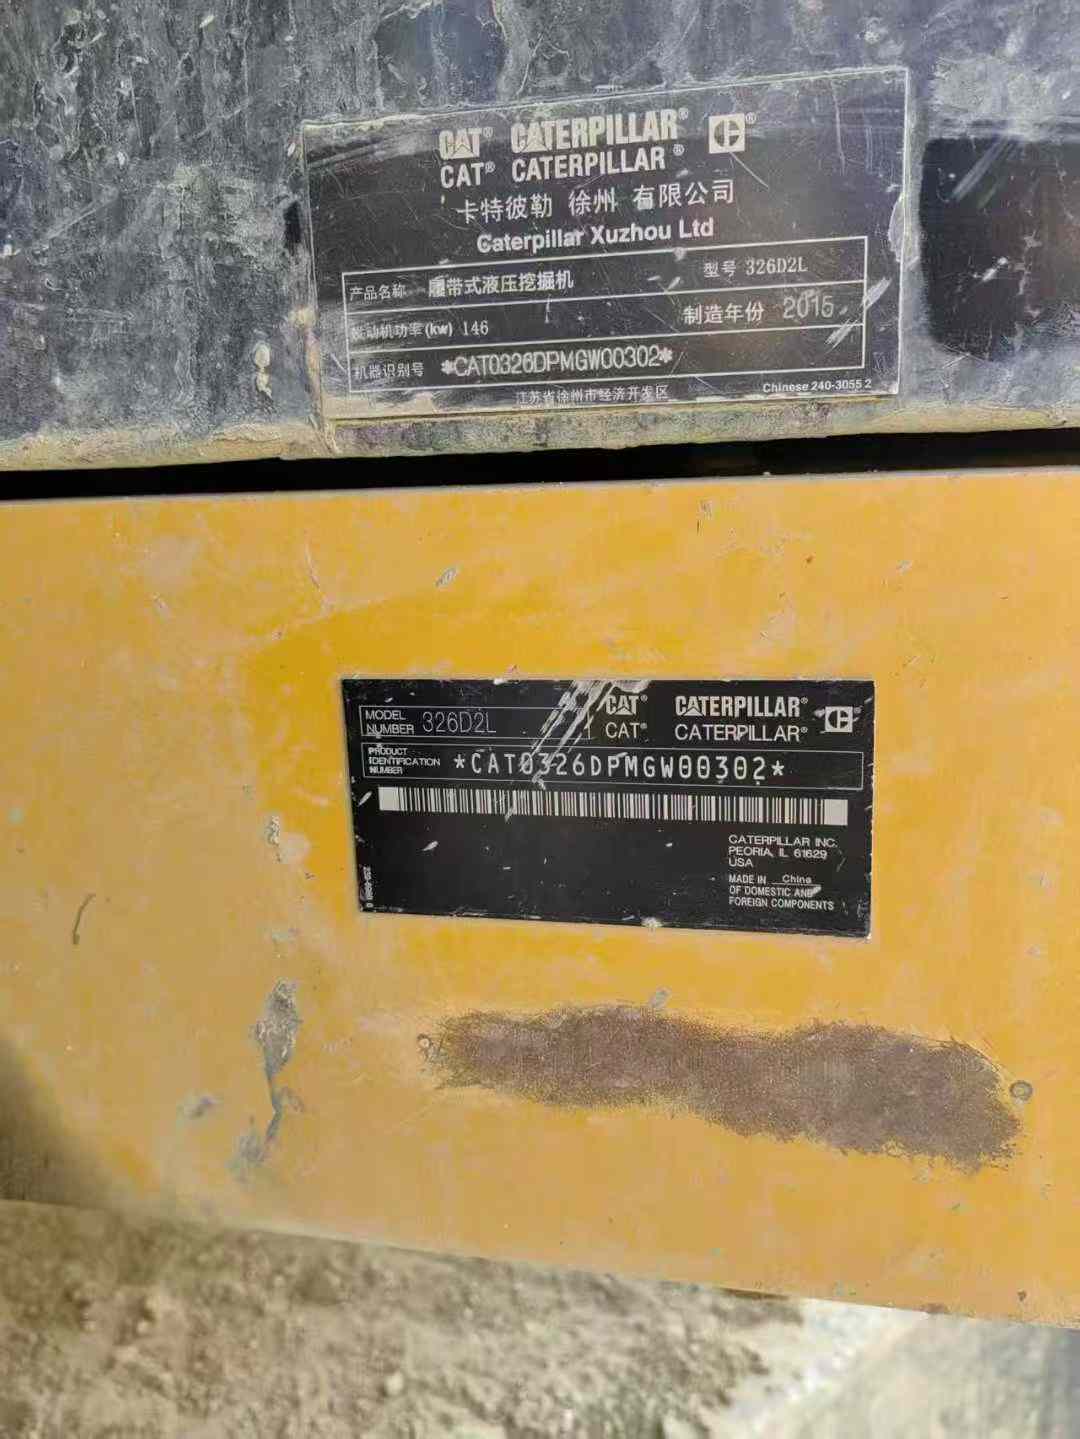 CAT® CATERPILLAR® CE®
CAT® CATERPILLAR®
卡特彼勒 徐州 有限公司
Caterpillar Xuzhou Ltd
产品名称 履带式液压挖掘机 型号 326D2L
发动机功率(kw) 146 制造年份 2015
机器识别号 *CAT0326DPMGW00302*
江苏省徐州市经济开发区 Chinese 240-3055 2
MODEL NUMBER 326D2L
CAT® CATERPILLAR®
CAT® CATERPILLAR®
PRODUCT IDENTIFICATION NUMBER *CAT0326DPMGW00302*
CATERPILLAR INC.
PEORIA, IL 61629
USA
MADE IN China
OF DOMESTIC AND
FOREIGN COMPONENTS